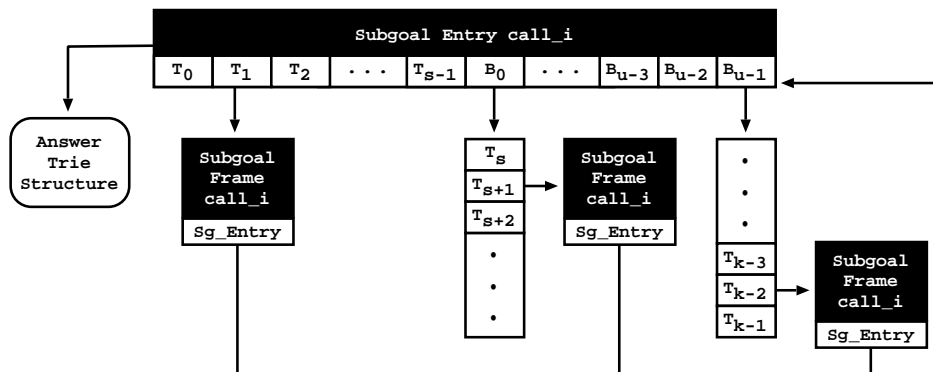 Subgoal Entry call_i
T0 T1 T2 ... Ts-1 B0 ... Bu-3 Bu-2 Bu-1
Answer
Trie
Structure
Subgoal
Frame
call_i
Sg_Entry
Ts
Ts+1
Ts+2
.
.
.
Subgoal
Frame
call_i
Sg_Entry
.
.
.
Tk-3
Tk-2
Tk-1
Subgoal
Frame
call_i
Sg_Entry